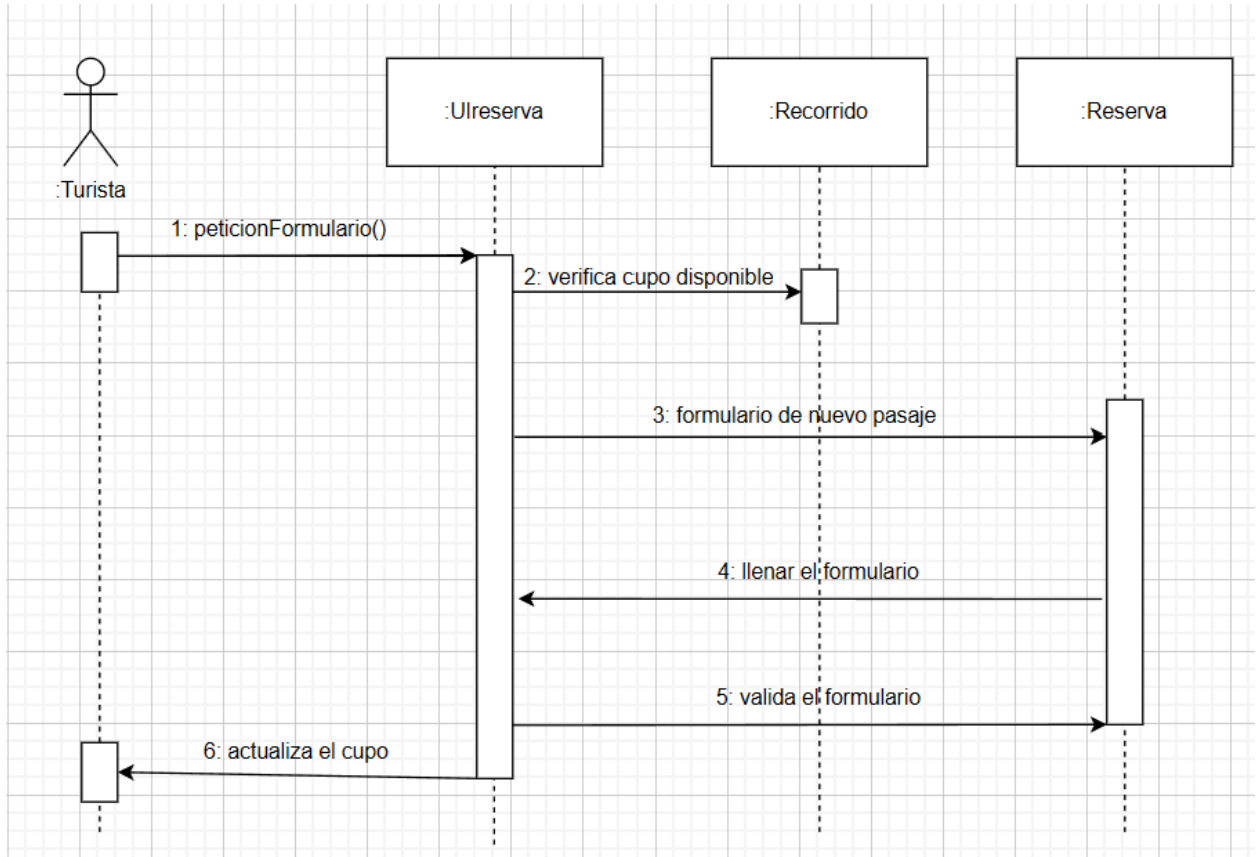 :UIreserva
:Recorrido
:Reserva
:Turista
1: peticionFormulario()
2: verifica cupo disponible
3: formulario de nuevo pasaje
4: llenar el formulario
5: valida el formulario
6: actualiza el cupo